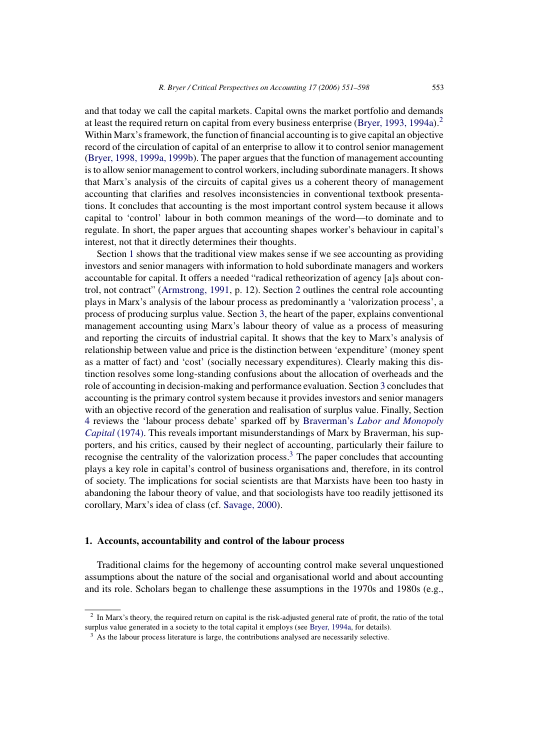 R. Bryer / Critical Perspectives on Accounting 17 (2006) 551–598 553
and that today we call the capital markets. Capital owns the market portfolio and demands
at least the required return on capital from every business enterprise (Bryer, 1993, 1994a).2
Within Marx's framework, the function of financial accounting is to give capital an objective
record of the circulation of capital of an enterprise to allow it to control senior management
(Bryer, 1998, 1999a, 1999b). The paper argues that the function of management accounting
is to allow senior management to control workers, including subordinate managers. It shows
that Marx's analysis of the circuits of capital gives us a coherent theory of management
accounting that clarifies and resolves inconsistencies in conventional textbook presenta-
tions. It concludes that accounting is the most important control system because it allows
capital to 'control' labour in both common meanings of the word—to dominate and to
regulate. In short, the paper argues that accounting shapes worker's behaviour in capital's
interest, not that it directly determines their thoughts.
Section 1 shows that the traditional view makes sense if we see accounting as providing
investors and senior managers with information to hold subordinate managers and workers
accountable for capital. It offers a needed "radical retheorization of agency [a]s about con-
trol, not contract" (Armstrong, 1991, p. 12). Section 2 outlines the central role accounting
plays in Marx's analysis of the labour process as predominantly a 'valorization process', a
process of producing surplus value. Section 3, the heart of the paper, explains conventional
management accounting using Marx's labour theory of value as a process of measuring
and reporting the circuits of industrial capital. It shows that the key to Marx's analysis of
relationship between value and price is the distinction between 'expenditure' (money spent
as a matter of fact) and 'cost' (socially necessary expenditures). Clearly making this dis-
tinction resolves some long-standing confusions about the allocation of overheads and the
role of accounting in decision-making and performance evaluation. Section 3 concludes that
accounting is the primary control system because it provides investors and senior managers
with an objective record of the generation and realisation of surplus value. Finally, Section
4 reviews the 'labour process debate' sparked off by Braverman's Labor and Monopoly
Capital (1974). This reveals important misunderstandings of Marx by Braverman, his sup-
porters, and his critics, caused by their neglect of accounting, particularly their failure to
recognise the centrality of the valorization process.3 The paper concludes that accounting
plays a key role in capital's control of business organisations and, therefore, in its control
of society. The implications for social scientists are that Marxists have been too hasty in
abandoning the labour theory of value, and that sociologists have too readily jettisoned its
corollary, Marx's idea of class (cf. Savage, 2000).
1. Accounts, accountability and control of the labour process
Traditional claims for the hegemony of accounting control make several unquestioned
assumptions about the nature of the social and organisational world and about accounting
and its role. Scholars began to challenge these assumptions in the 1970s and 1980s (e.g.,
2 In Marx's theory, the required return on capital is the risk-adjusted general rate of profit, the ratio of the total
surplus value generated in a society to the total capital it employs (see Bryer, 1994a, for details).
3 As the labour process literature is large, the contributions analysed are necessarily selective.